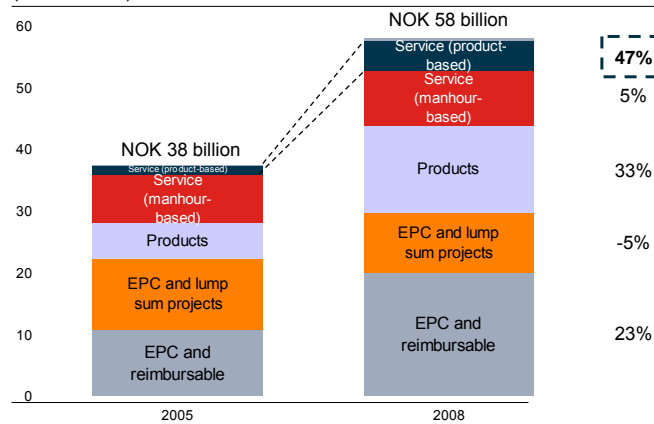 60
50
40
30
20
10
0
NOK 38 billion
Service (product-based)
Service
(manhour-
based)
Products
EPC and lump
sum projects
EPC and
reimbursable
2005
NOK 58 billion
Service (product-
based)
Service
(manhour-
based)
Products
EPC and lump
sum projects
EPC and
reimbursable
2008
47%
5%
33%
-5%
23%